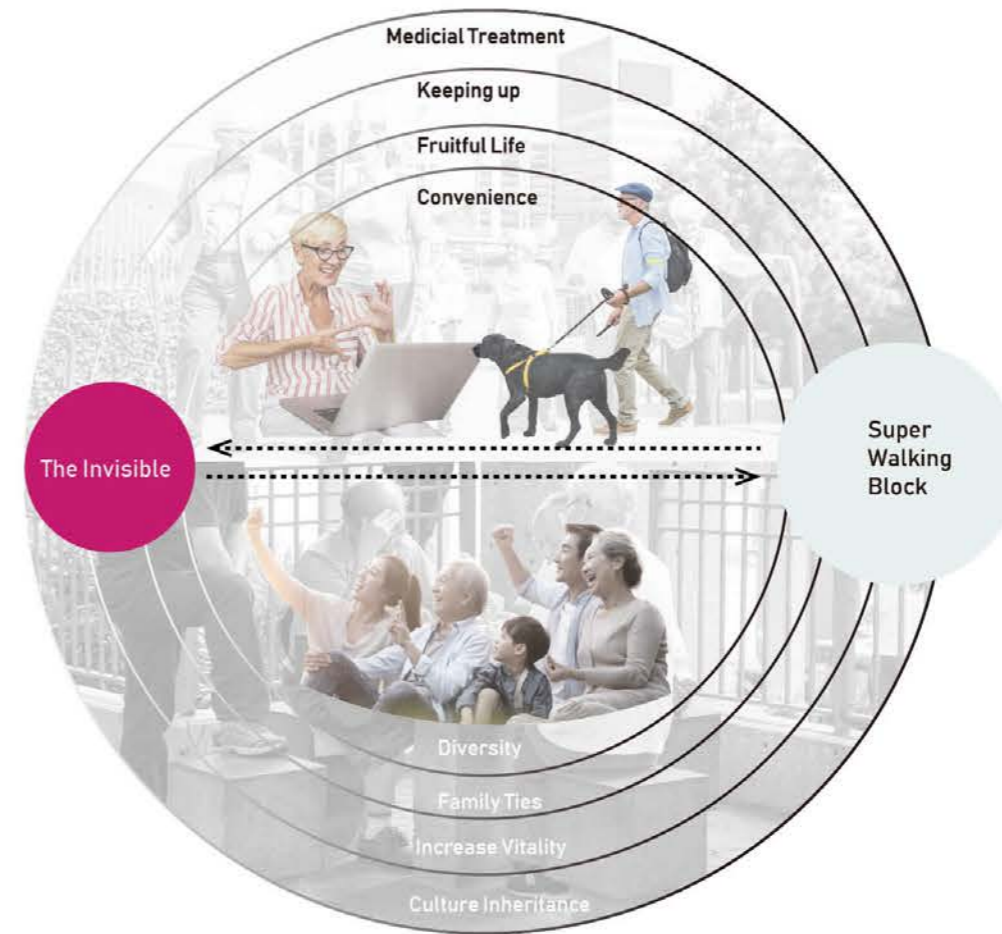 Medicial Treatment
Keeping up
Fruitful Life
Convenience
The Invisible
Super
Walking
Block
Diversity
Family Ties
Increase Vitality
Culture Inheritance